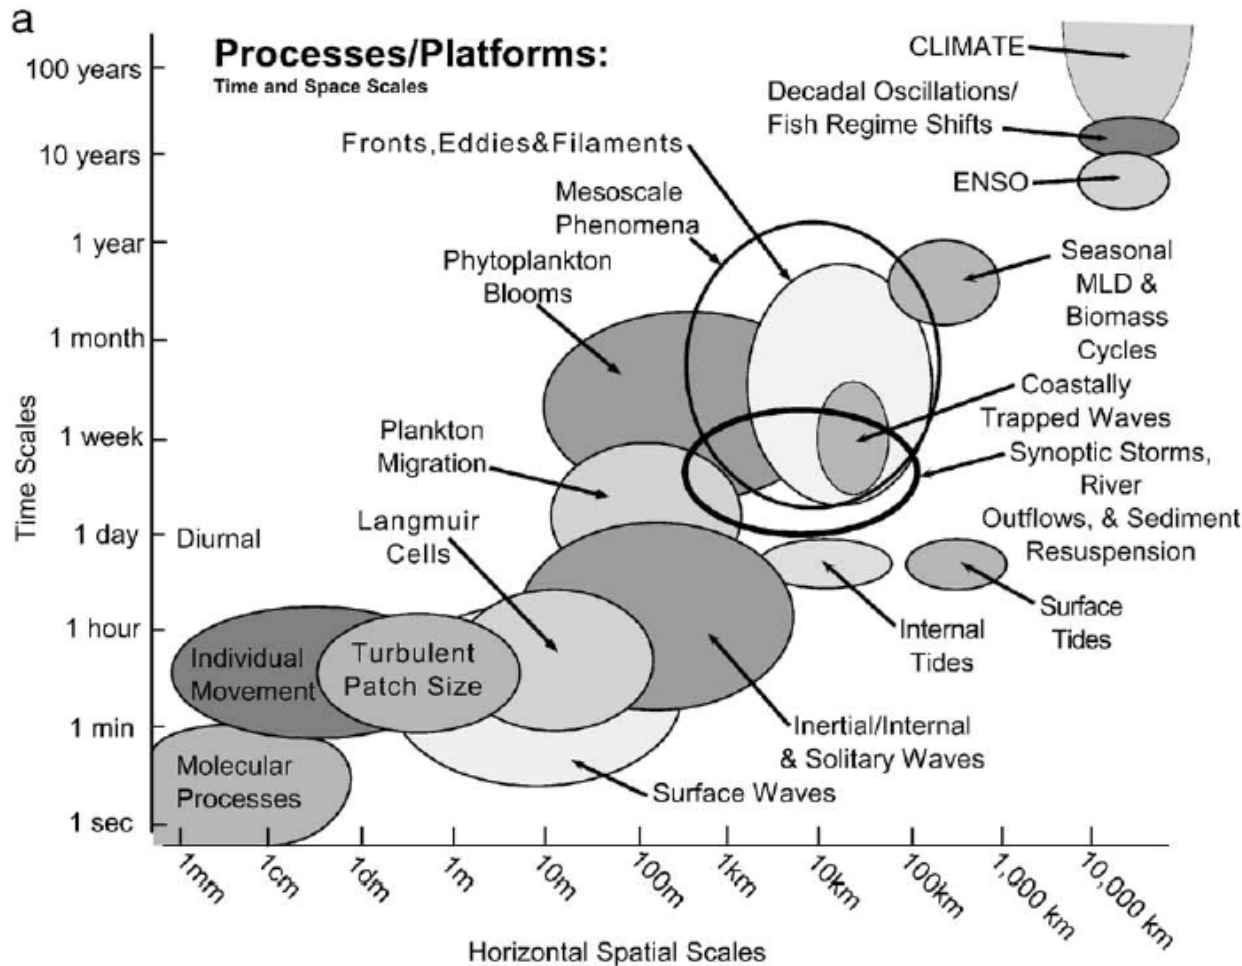 a
Processes/Platforms:
Time and Space Scales
CLIMATE
Decadal Oscillations/
Fish Regime Shifts
ENSO
Fronts,Eddies&Filaments
Mesoscale
Phenomena
Phytoplankton
Blooms
Seasonal
MLD &
Biomass
Cycles
Coastally
Trapped Waves
Plankton
Migration
Synoptic Storms,
River
Outflows, & Sediment
Resuspension
Langmuir
Cells
Diurnal
Internal
Tides
Surface
Tides
Individual
Movement
Turbulent
Patch Size
Inertial/Internal
& Solitary Waves
Molecular
Processes
Surface Waves
Time Scales
100 years
10 years
1 year
1 month
1 week
1 day
1 hour
1 min
1 sec
1mm
1cm
1dm
1m
10m
100m
1km
10km
100km
1,000 km
10,000 km
Horizontal Spatial Scales